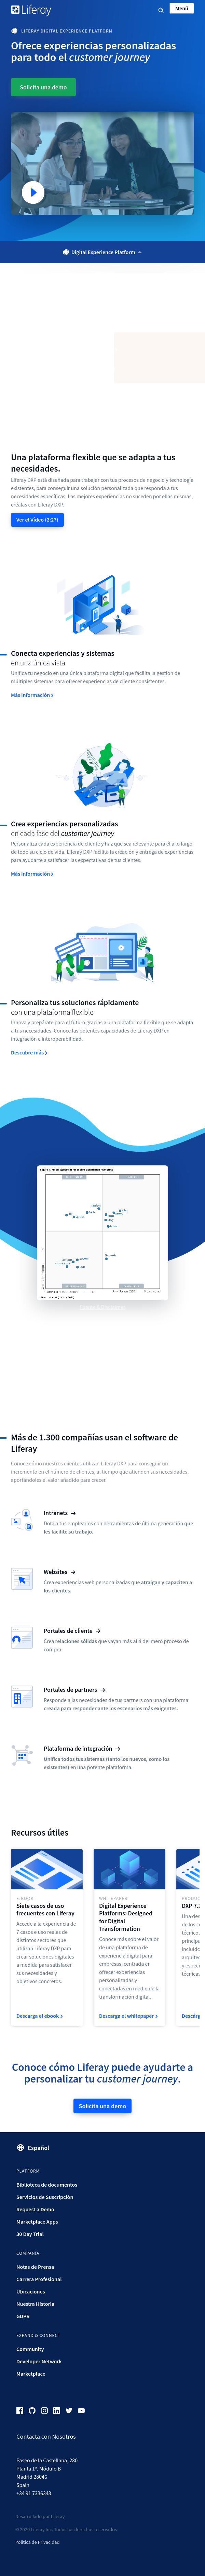 Liferay
Menú
LIFERAY DIGITAL EXPERIENCE PLATFORM
Ofrece experiencias personalizadas
para todo el customer journey
Solicita una demo
Digital Experience Platform
Una plataforma flexible que se adapta a tus
necesidades.
Liferay DXP está diseñada para trabajar con tus procesos de negocio y tecnología
existentes, para conseguir una solución personalizada que responda a tus
necesidades específicas. Las mejores experiencias no suceden por ellas mismas,
créalas con Liferay DXP.
Ver el Vídeo (2:27)
Conecta experiencias y sistemas
en una única vista
Unifica tu negocio en una única plataforma digital que facilita la gestión de
múltiples sistemas para ofrecer experiencias de cliente consistentes.
Más información
Crea experiencias personalizadas
en cada fase del customer journey
Personaliza cada experiencia de cliente y haz que sea relevante para él a lo largo
de todo su ciclo de vida. Liferay DXP facilita la creación y entrega de experiencias
para ayudarte a satisfacer las expectativas de tus clientes.
Más información
Personaliza tus soluciones rápidamente
con una plataforma flexible
Innova y prepárate para el futuro gracias a una plataforma flexible que se adapta
a tus necesidades. Conoce las potentes capacidades de Liferay DXP en
integración e interoperabilidad.
Descubre más
Figure 1. Magic Quadrant for Digital Experience Platforms
Más de 1.300 compañías usan el software de
Liferay
Conoce cómo nuestros clientes utilizan Liferay DXP para conseguir un
incremento en el número de clientes, al tiempo que atienden sus necesidades,
aportándoles el valor añadido para crecer.
Intranets
Dota a tus empleados con herramientas de última generación que
les facilite su trabajo.
Websites
Crea experiencias web personalizadas que atraigan y capaciten a
los clientes.
Portales de cliente
Crea relaciones sólidas que vayan más allá del mero proceso de
compra.
Portales de partners
Responde a las necesidades de tus partners con una plataforma
creada para responder ante los escenarios más exigentes.
Plataforma de integración
Unifica todos tus sistemas (tanto los nuevos, como los
existentes) en una potente plataforma.
Recursos útiles
E-BOOK
Siete casos de uso
frecuentes con Liferay
Accede a la experiencia de
7 casos e uso reales de
distintos sectores que
utilizan Liferay DXP para
crear soluciones digitales
a medida para satisfacer
sus necesidades y
objetivos concretos.
Descarga el ebook
WHITEPAPER
Digital Experience
Platforms: Designed
for Digital
Transformation
Conoce más sobre el valor
de una plataforma de
experiencia digital para
empresas, centrada en
ofrecer experiencias
personalizadas y
conectadas en medio de la
transformación digital.
Descarga el whitepaper
Conoce cómo Liferay puede ayudarte a
personalizar tu customer journey.
Solicita una demo
Español
PLATFORM
Biblioteca de documentos
Servicios de Suscripción
Request a Demo
Marketplace Apps
30 Day Trial
COMPAÑÍA
Notas de Prensa
Carrera Profesional
Ubicaciones
Nuestra Historia
GDPR
EXPAND & CONNECT
Community
Developer Network
Marketplace
Contacta con Nosotros
Paseo de la Castellana, 280
Planta 1ª. Módulo B
Madrid 28046
Spain
+34 91 7336343
Desarrollado por Liferay
Política de Privacidad